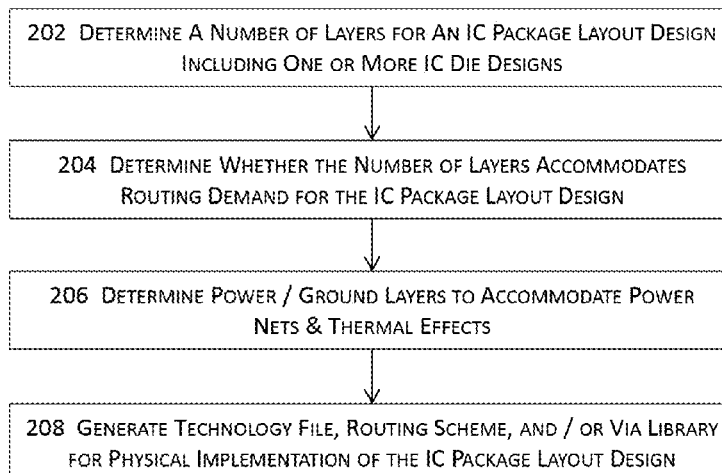 202 DETERMINE A NUMBER OF LAYERS FOR AN IC PACKAGE LAYOUT DESIGN
INCLUDING ONE OR MORE IC DIE DESIGNS
204 DETERMINE WHETHER THE NUMBER OF LAYERS ACCOMMODATES
ROUTING DEMAND FOR THE IC PACKAGE LAYOUT DESIGN
206 DETERMINE POWER / GROUND LAYERS TO ACCOMMODATE POWER
NETS & THERMAL EFFECTS
208 GENERATE TECHNOLOGY FILE, ROUTING SCHEME, AND / OR VIA LIBRARY
FOR PHYSICAL IMPLEMENTATION OF THE IC PACKAGE LAYOUT DESIGN